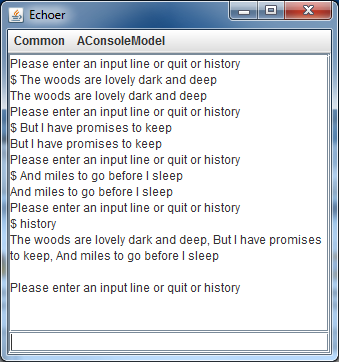 Echoer
Common AConsoleModel
Please enter an input line or quit or history
$ The woods are lovely dark and deep
The woods are lovely dark and deep
Please enter an input line or quit or history
$ But I have promises to keep
But I have promises to keep
Please enter an input line or quit or history
$ And miles to go before I sleep
And miles to go before I sleep
Please enter an input line or quit or history
$ history
The woods are lovely dark and deep, But I have promises
to keep, And miles to go before I sleep
Please enter an input line or quit or history